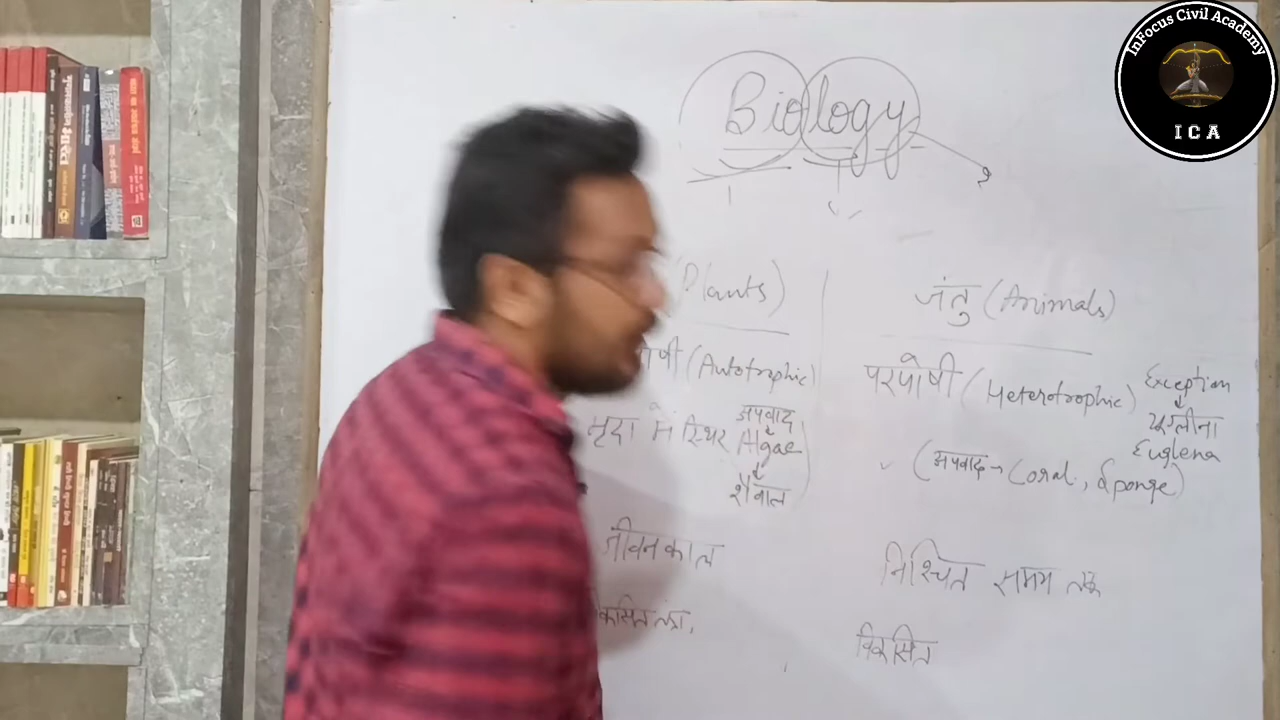 InFocus Civil Academy
ICA
Biology
Plants)
जंतु (Animals)
(Autotrophic)
परपोषी (Heterotrophic)
Exception
यूग्लीना
Euglena
मृदा में स्थिर
अपवाद
Algae
शैवाल
(अपवाद → Coral, Sponge)
जीवन काल
निश्चित समय तक
विकसित